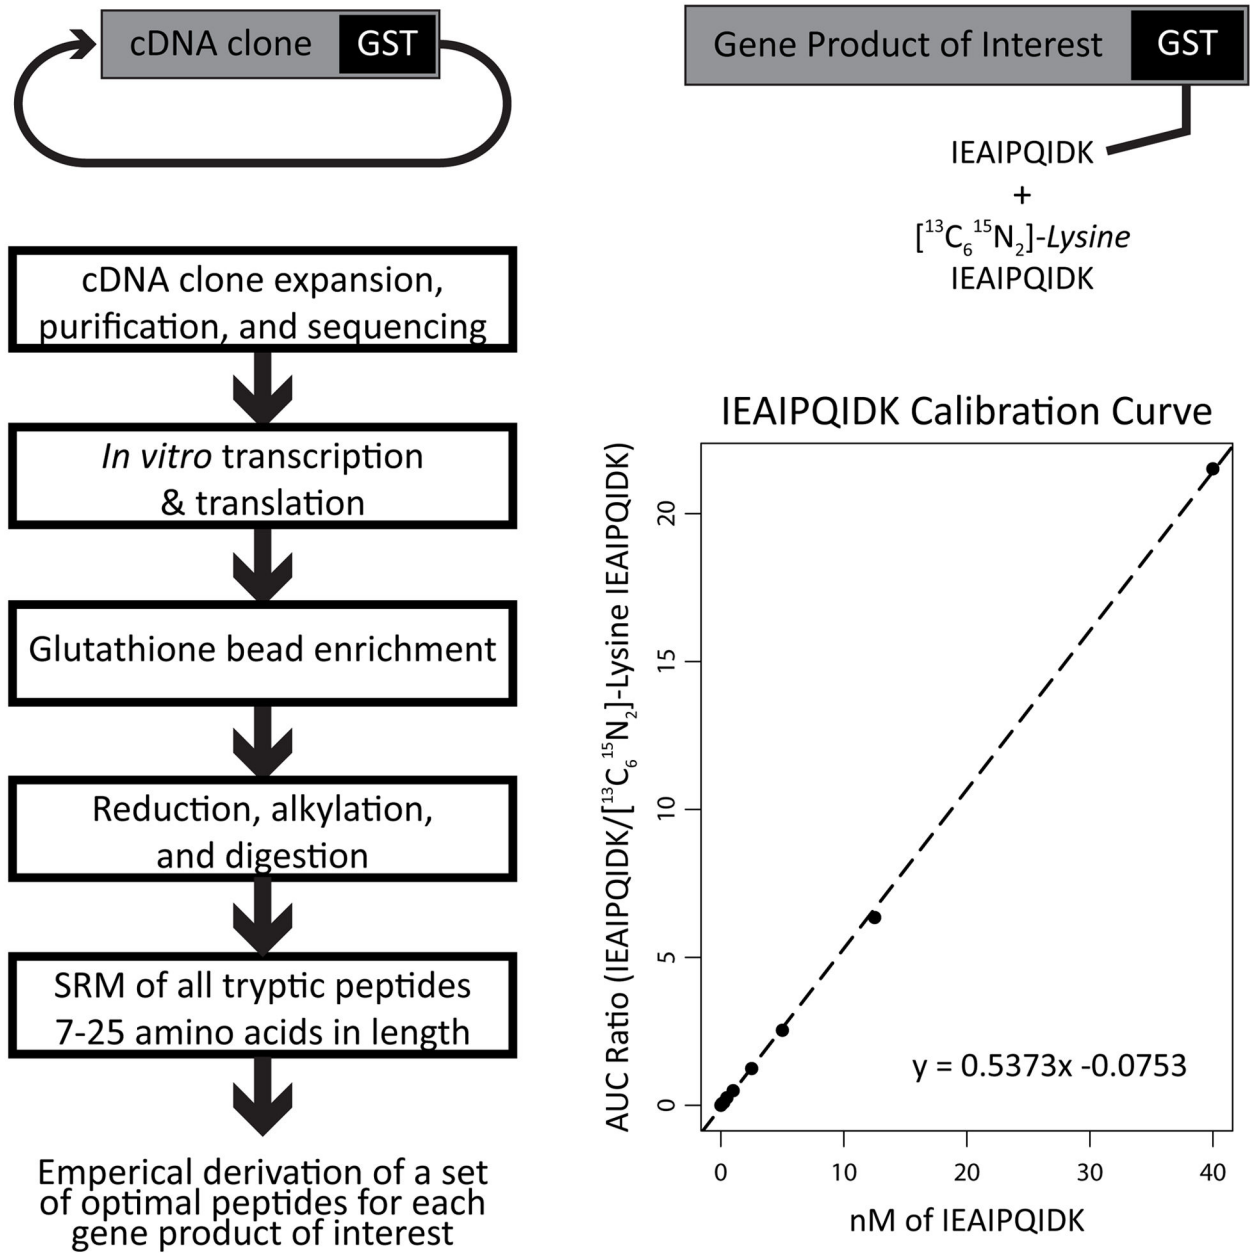 cDNA clone GST
cDNA clone expansion,
purification, and sequencing
In vitro transcription
& translation
Glutathione bead enrichment
Reduction, alkylation,
and digestion
SRM of all tryptic peptides
7-25 amino acids in length
Emperical derivation of a set
of optimal peptides for each
gene product of interest
Gene Product of Interest GST
IEAIPQIDK
+
[¹³C₆¹⁵N₂]-Lysine
IEAIPQIDK
IEAIPQIDK Calibration Curve
AUC Ratio (IEAIPQIDK/[¹³C₆¹⁵N₂]-Lysine IEAIPQIDK)
20
15
10
5
0
y = 0.5373x -0.0753
0 10 20 30 40
nM of IEAIPQIDK